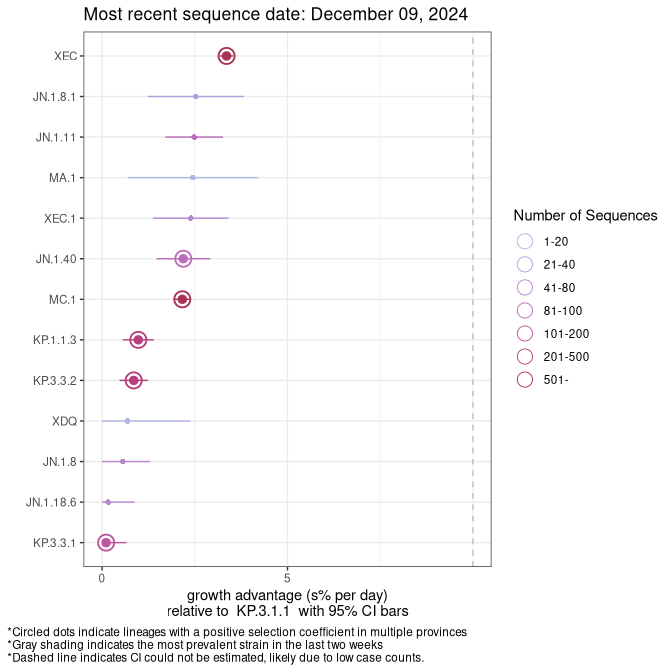 Most recent sequence date: December 09, 2024
XEC
JN.1.8.1
JN.1.11
MA.1
XEC.1
JN.1.40
MC.1
KP.1.1.3
KP.3.3.2
XDQ
JN.1.8
JN.1.18.6
KP.3.3.1
0 5
growth advantage (s% per day)
relative to KP.3.1.1 with 95% CI bars
Number of Sequences
1-20
21-40
41-80
81-100
101-200
201-500
501-
*Circled dots indicate lineages with a positive selection coefficient in multiple provinces
*Gray shading indicates the most prevalent strain in the last two weeks
*Dashed line indicates CI could not be estimated, likely due to low case counts.